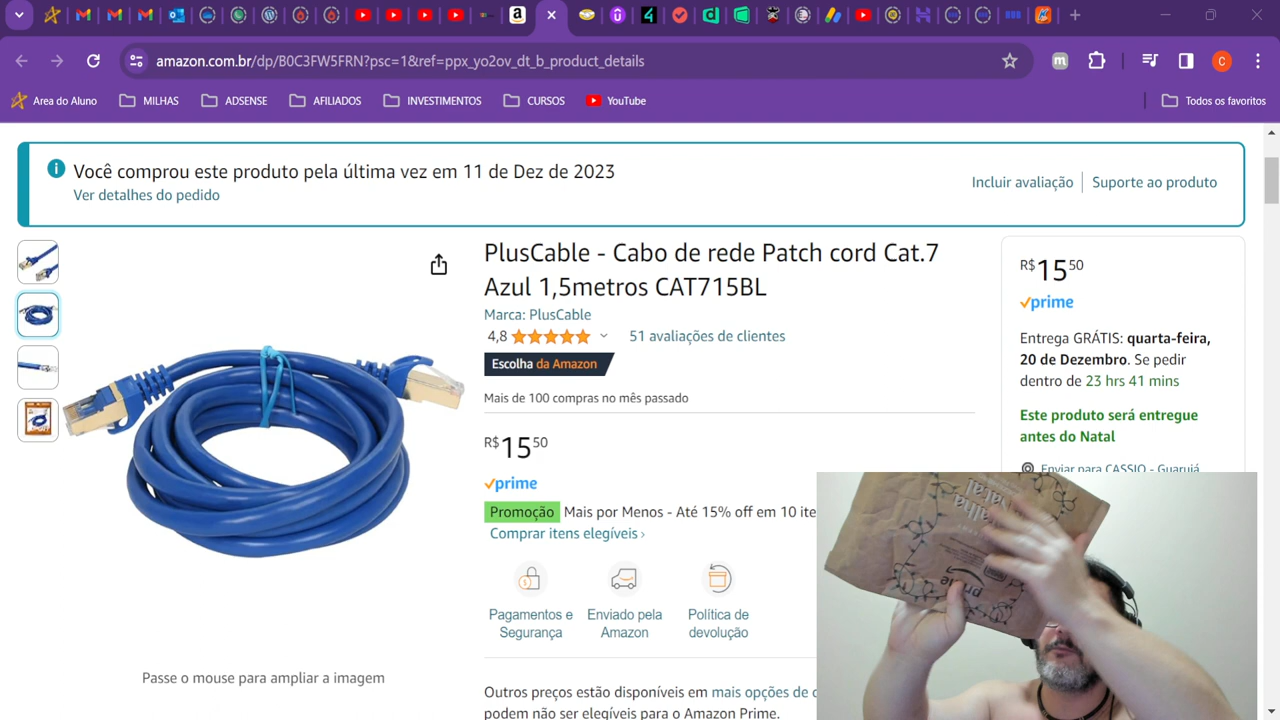 amazon.com.br/dp/B0C3FW5FRN?psc=1&ref=ppx_yo2ov_dt_b_product_details
Area do Aluno
MILHAS
ADSENSE
AFILIADOS
INVESTIMENTOS
CURSOS
YouTube
Todos os favoritos
Você comprou este produto pela última vez em 11 de Dez de 2023
Ver detalhes do pedido
Incluir avaliação
Suporte ao produto
PlusCable - Cabo de rede Patch cord Cat.7
Azul 1,5metros CAT715BL
Marca: PlusCable
4,8
51 avaliações de clientes
Escolha da Amazon
Mais de 100 compras no mês passado
R$1550
prime
Promoção Mais por Menos - Até 15% off em 10 ite
Comprar itens elegíveis ›
Pagamentos e
Segurança
Enviado pela
Amazon
Política de
devolução
Outros preços estão disponíveis em mais opções de c
podem não ser elegíveis para o Amazon Prime.
Passe o mouse para ampliar a imagem
R$1550
prime
Entrega GRÁTIS: quarta-feira,
20 de Dezembro. Se pedir
dentro de 23 hrs 41 mins
Este produto será entregue
antes do Natal
Enviar para CASSIO - Guarujá
prime